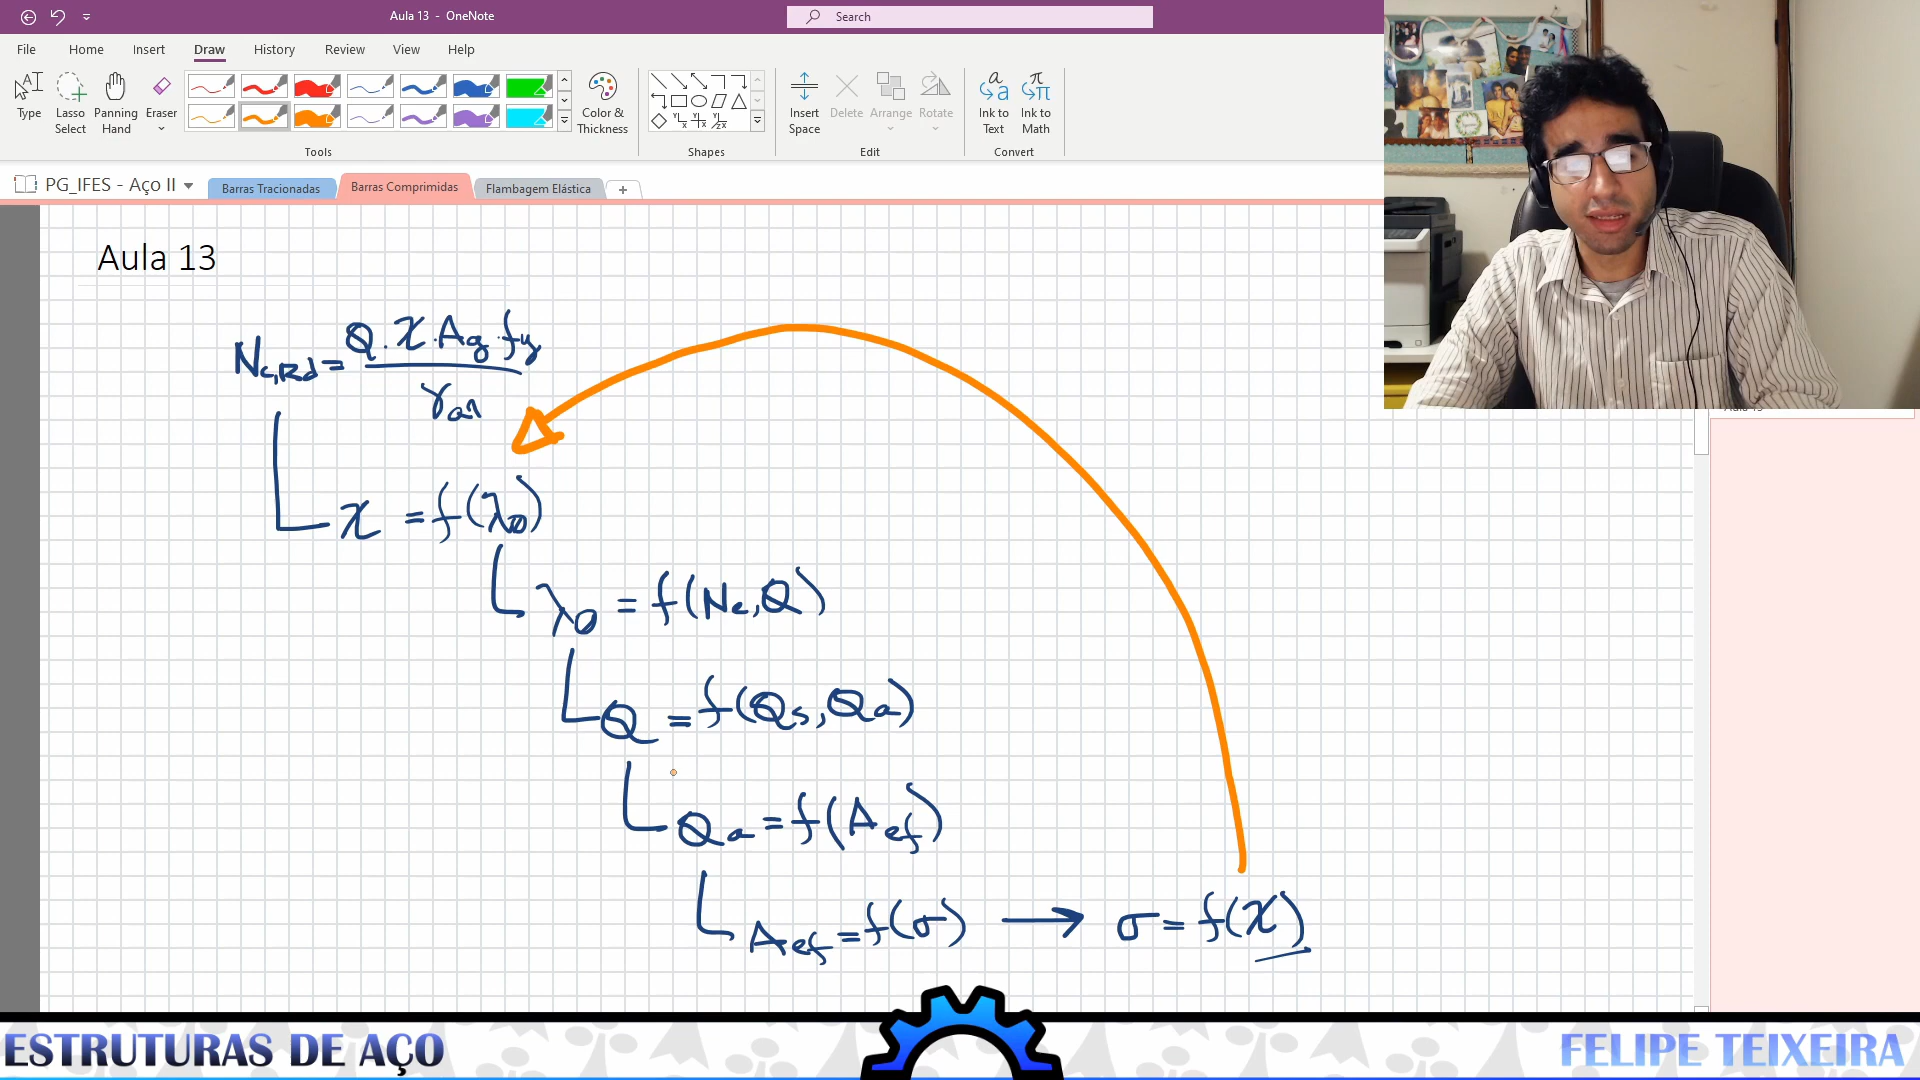 Aula 13 - OneNote
Search
File Home Insert Draw History Review View Help
Type
Lasso Select
Panning Hand
Eraser
Color & Thickness
Insert Space
Delete
Arrange
Rotate
Ink to Text
Ink to Math
Tools
Shapes
Edit
Convert
PG_IFES - Aço II
Barras Tracionadas
Barras Comprimidas
Flambagem Elástica
Aula 13
Nc,Rd = Q . χ . Ag . fy
γa1
χ = f(λ0)
λ0 = f(Ne, Q)
Q = f(Qs, Qa)
Qa = f(Aef)
Aef = f(σ) → σ = f(χ)
ESTRUTURAS DE AÇO
FELIPE TEIXEIRA